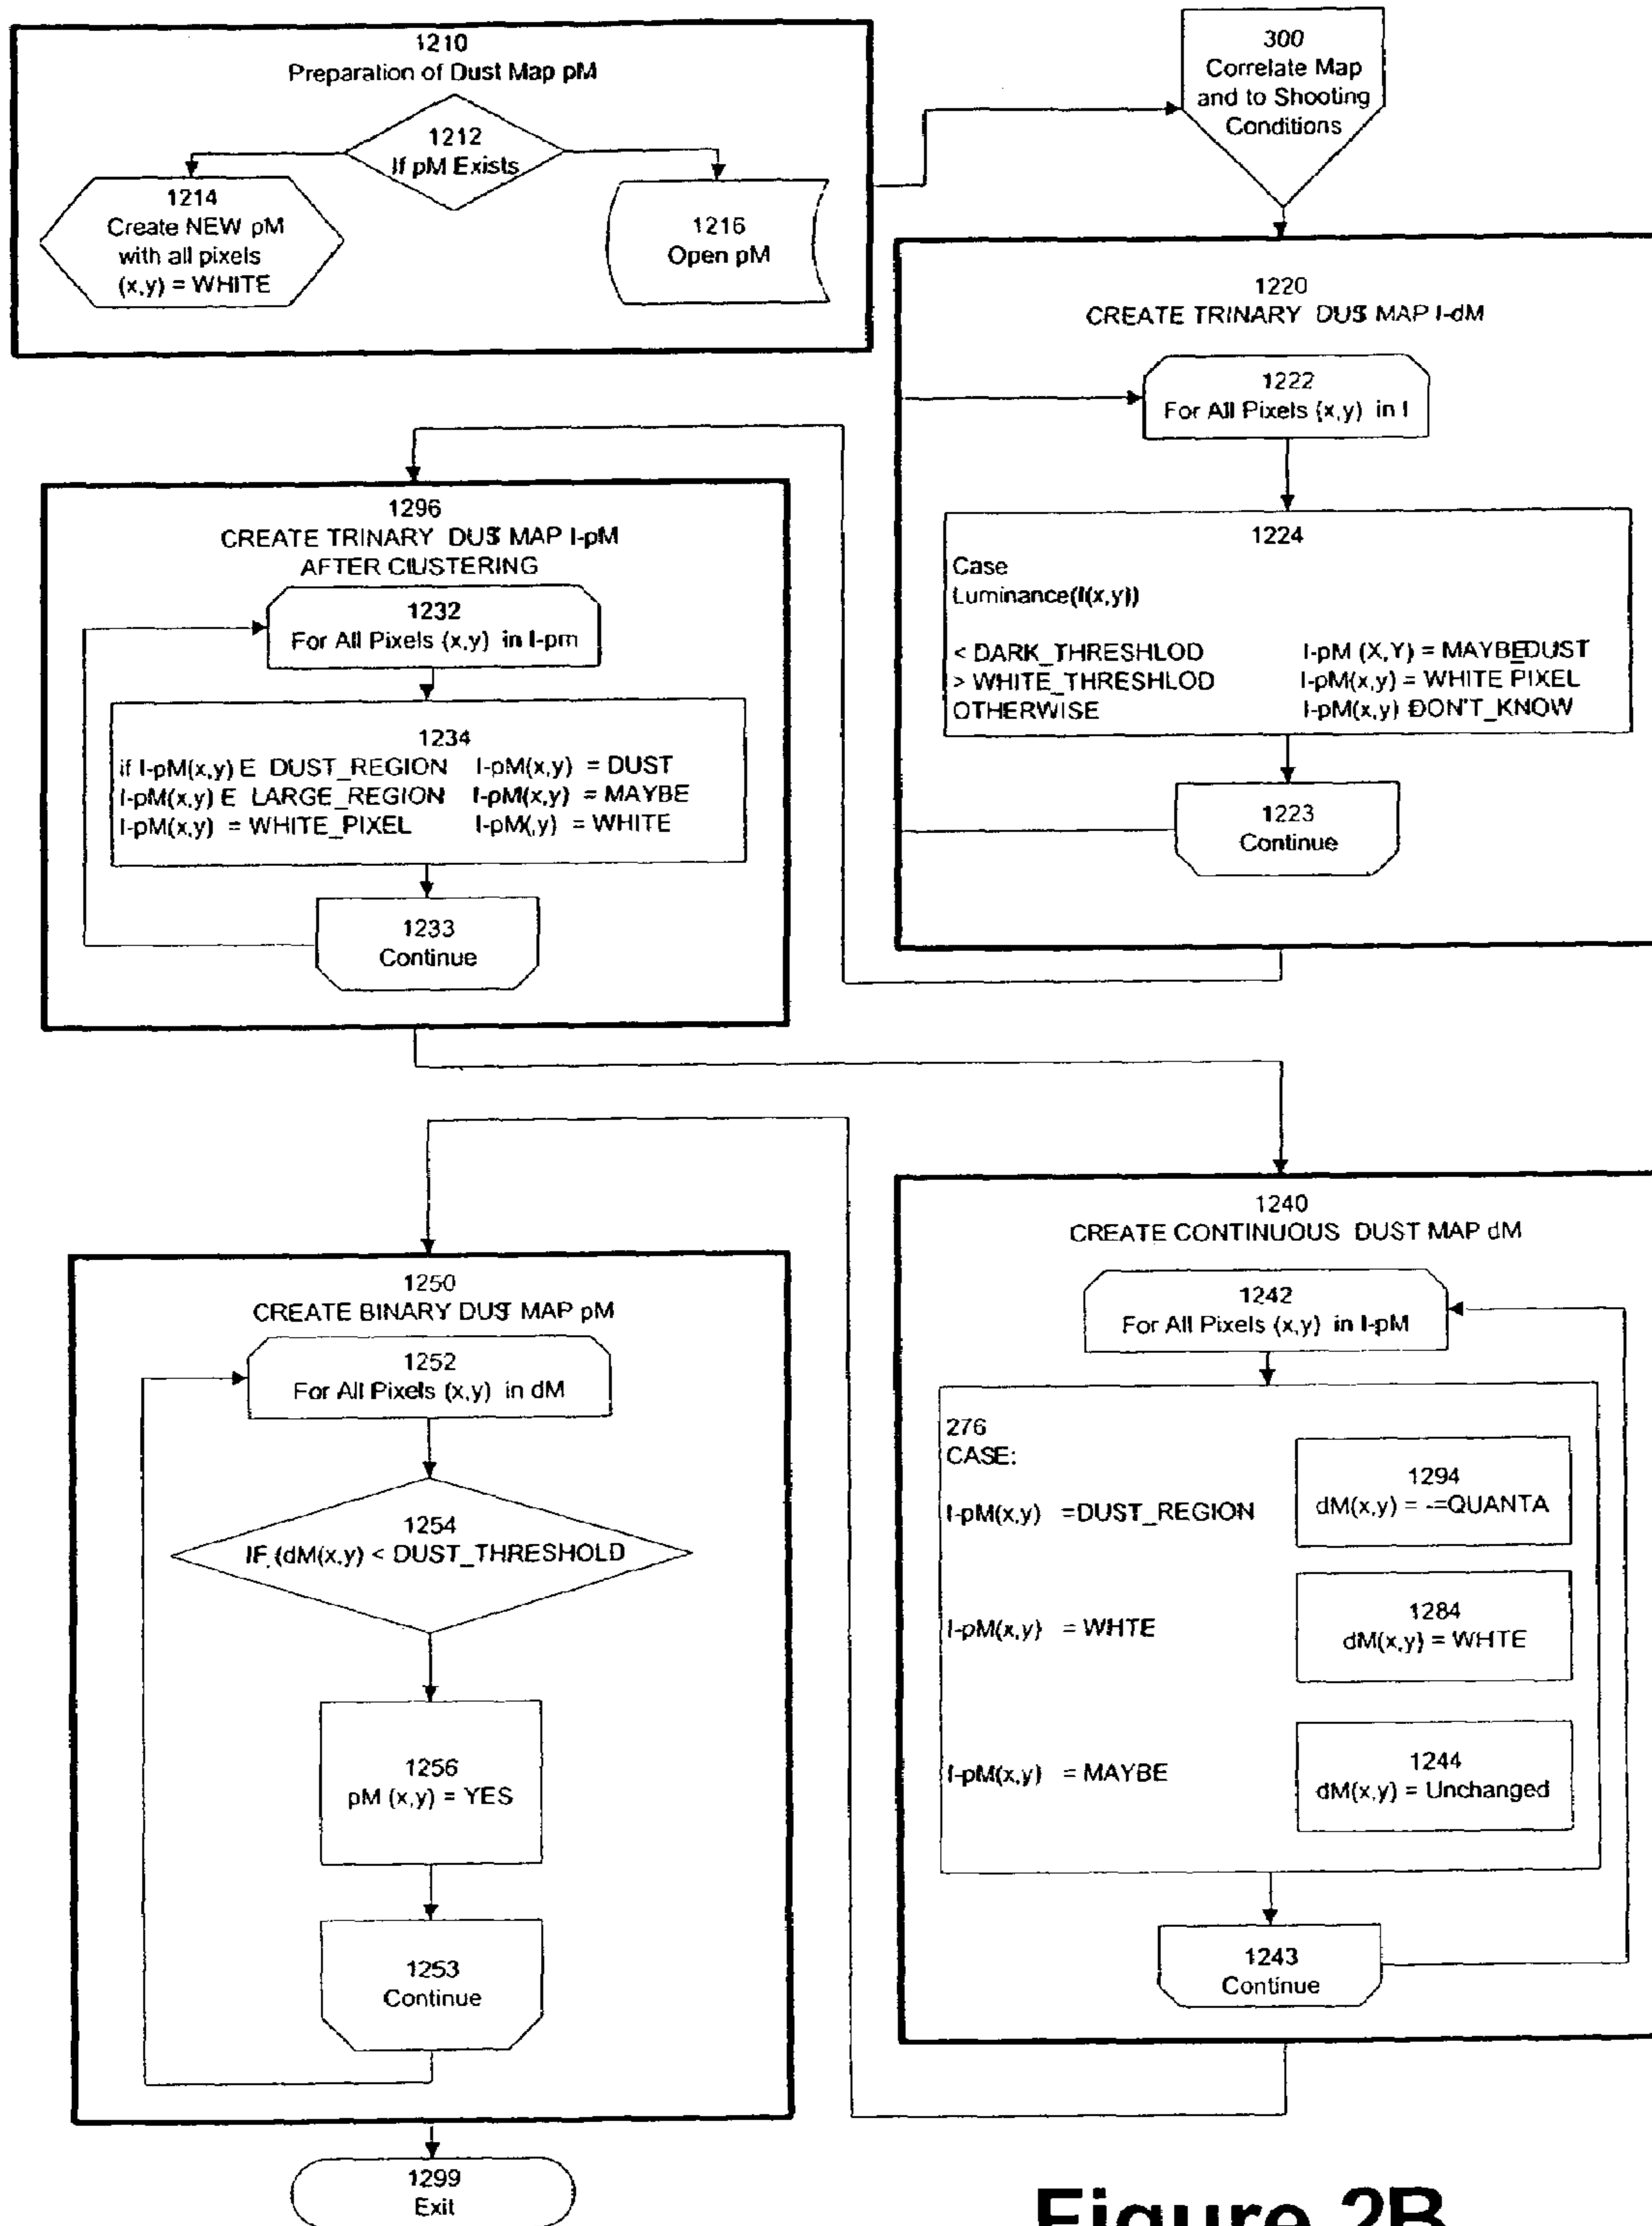 1210
Preparation of Dust Map pM
1212
If pM Exists
1214
Create NEW pM
with all pixels
(x,y) = WHITE
1216
Open pM
300
Correlate Map
and to Shooting
Conditions
1220
CREATE TRINARY DUST MAP I-dM
1222
For All Pixels (x,y) in I
1224
Case
Luminance(I(x,y))
< DARK_THRESHLOD I-pM (X,Y) = MAYBEDUST
> WHITE_THRESHLOD I-pM(x,y) = WHITE PIXEL
OTHERWISE I-pM(x,y) DON'T_KNOW
1223
Continue
1296
CREATE TRINARY DUST MAP I-pM
AFTER ClUSTERING
1232
For All Pixels (x,y) in I-pm
1234
if I-pM(x,y) E DUST_REGION I-pM(x,y) = DUST
I-pM(x,y) E LARGE_REGION I-pM(x,y) = MAYBE
I-pM(x,y) = WHITE_PIXEL I-pM(,y) = WHITE
1233
Continue
1240
CREATE CONTINUOUS DUST MAP dM
1242
For All Pixels (x,y) in I-pM
276
CASE:
I-pM(x,y) =DUST_REGION
1294
dM(x,y) = -=QUANTA
I-pM(x,y) = WHTE
1284
dM(x,y) = WHTE
I-pM(x,y) = MAYBE
1244
dM(x,y) = Unchanged
1243
Continue
1250
CREATE BINARY DUST MAP pM
1252
For All Pixels (x,y) in dM
1254
IF (dM(x,y) < DUST_THRESHOLD
1256
pM (x,y) = YES
1253
Continue
1299
Exit
Figure 2B